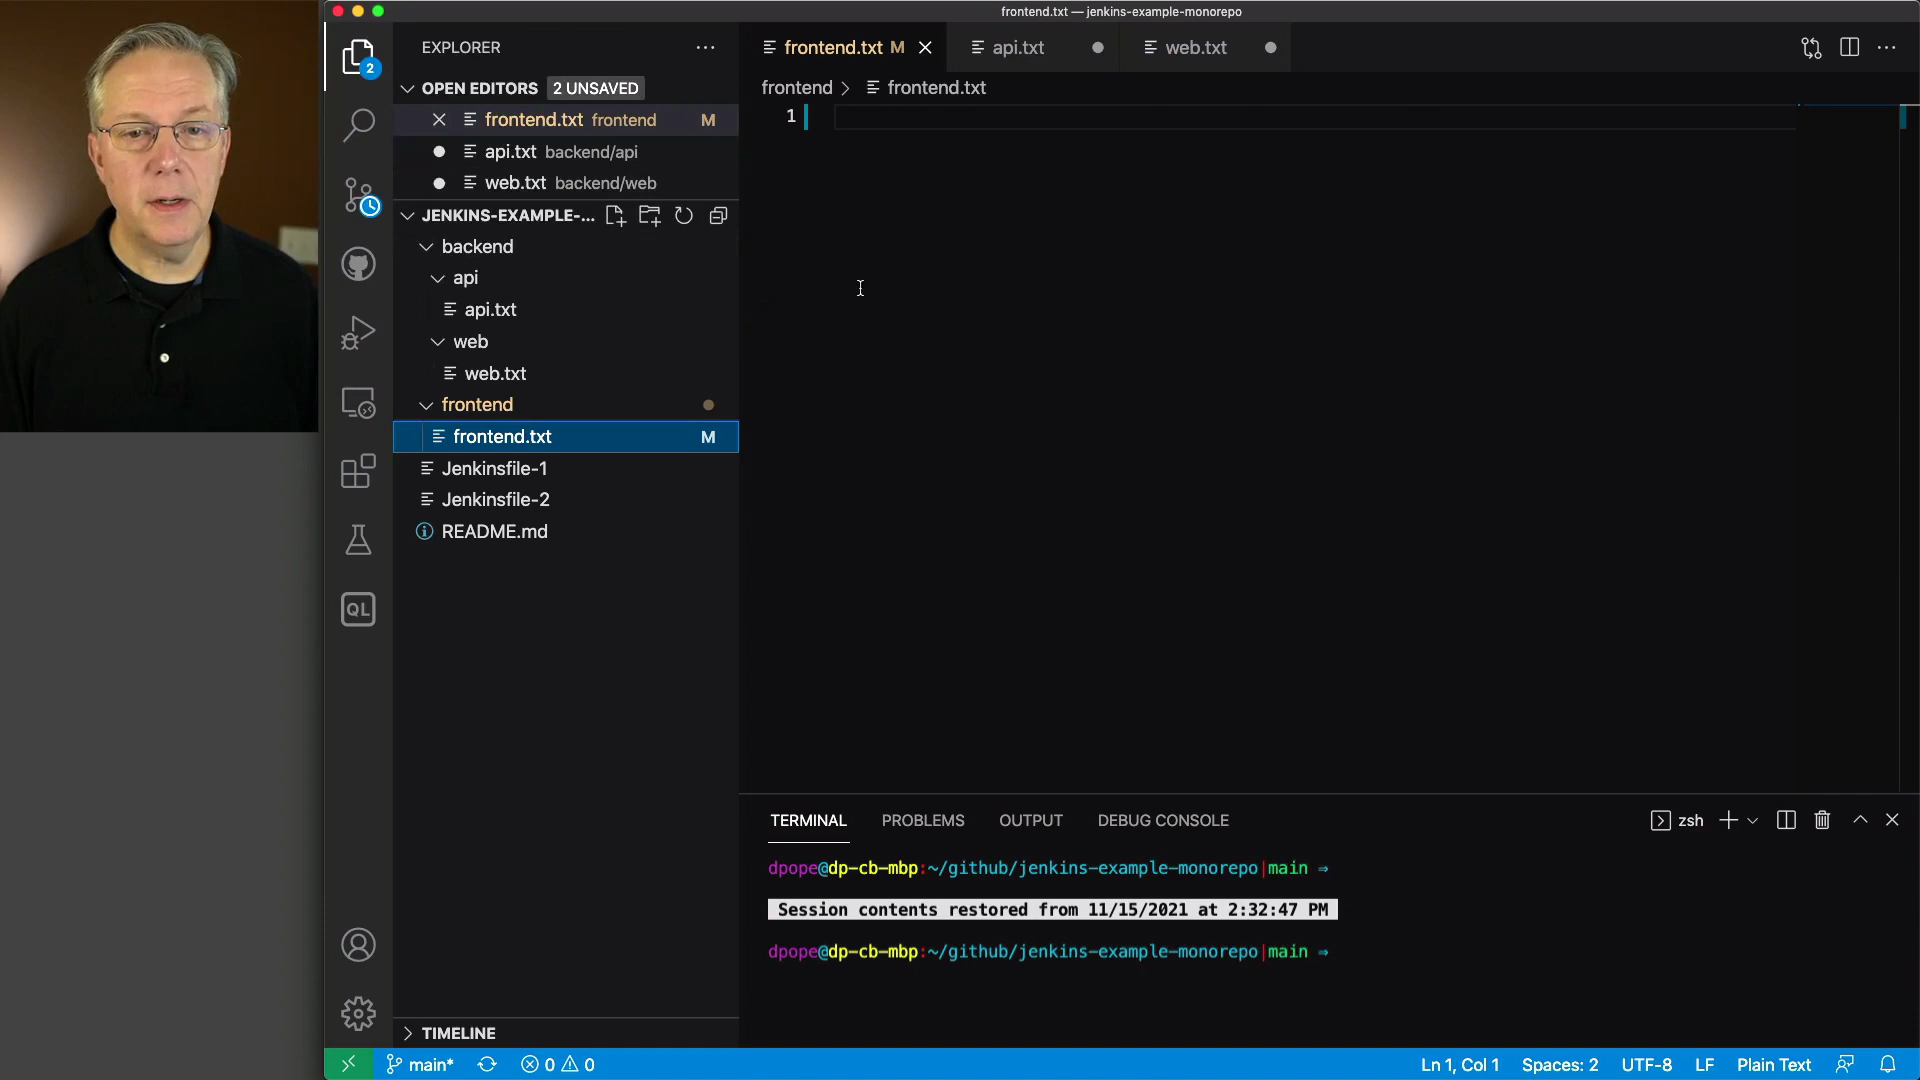 frontend.txt — jenkins-example-monorepo
EXPLORER
OPEN EDITORS 2 UNSAVED
frontend.txt frontend M
api.txt backend/api
web.txt backend/web
JENKINS-EXAMPLE-...
backend
api
api.txt
web
web.txt
frontend
frontend.txt M
Jenkinsfile-1
Jenkinsfile-2
README.md
TIMELINE
2
QL
frontend.txt M
api.txt
web.txt
frontend > frontend.txt
1
TERMINAL PROBLEMS OUTPUT DEBUG CONSOLE
zsh
dpope@dp-cb-mbp:~/github/jenkins-example-monorepo|main ⇒
Session contents restored from 11/15/2021 at 2:32:47 PM
dpope@dp-cb-mbp:~/github/jenkins-example-monorepo|main ⇒
main* 0 0
Ln 1, Col 1 Spaces: 2 UTF-8 LF Plain Text